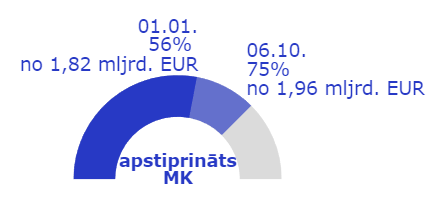 01.01.
56%
no 1,82 mljrd. EUR
06.10.
75%
no 1,96 mljrd. EUR
apstiprināts
MK